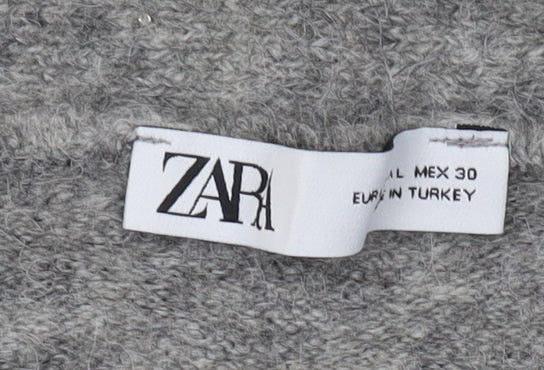 ZARA
L MEX 30
EUR IN TURKEY